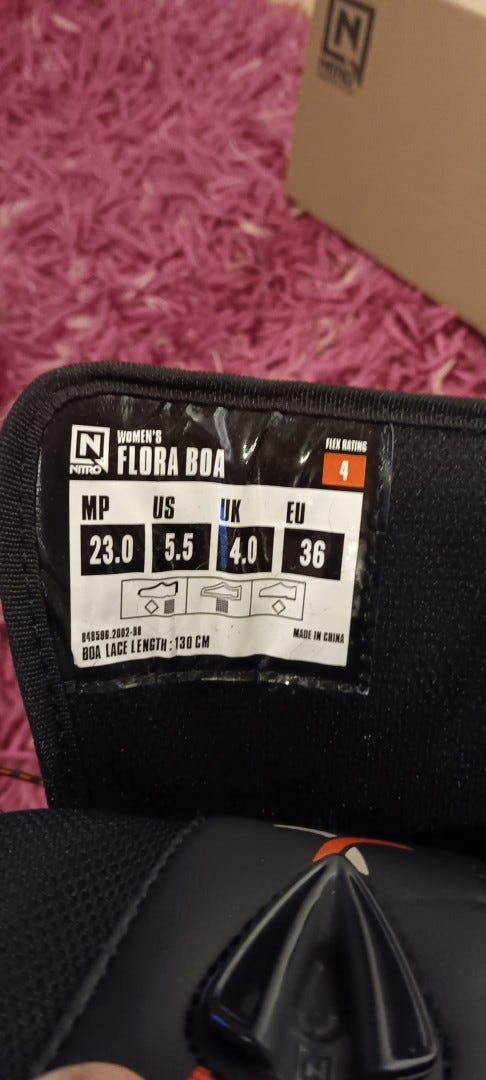 N
NITRO
N
NITRO
WOMEN'S
FLORA BOA
FLEX RATING
4
MP US UK EU
23.0 5.5 4.0 36
BOA LACE LENGTH: 130 CM
MADE IN CHINA
N